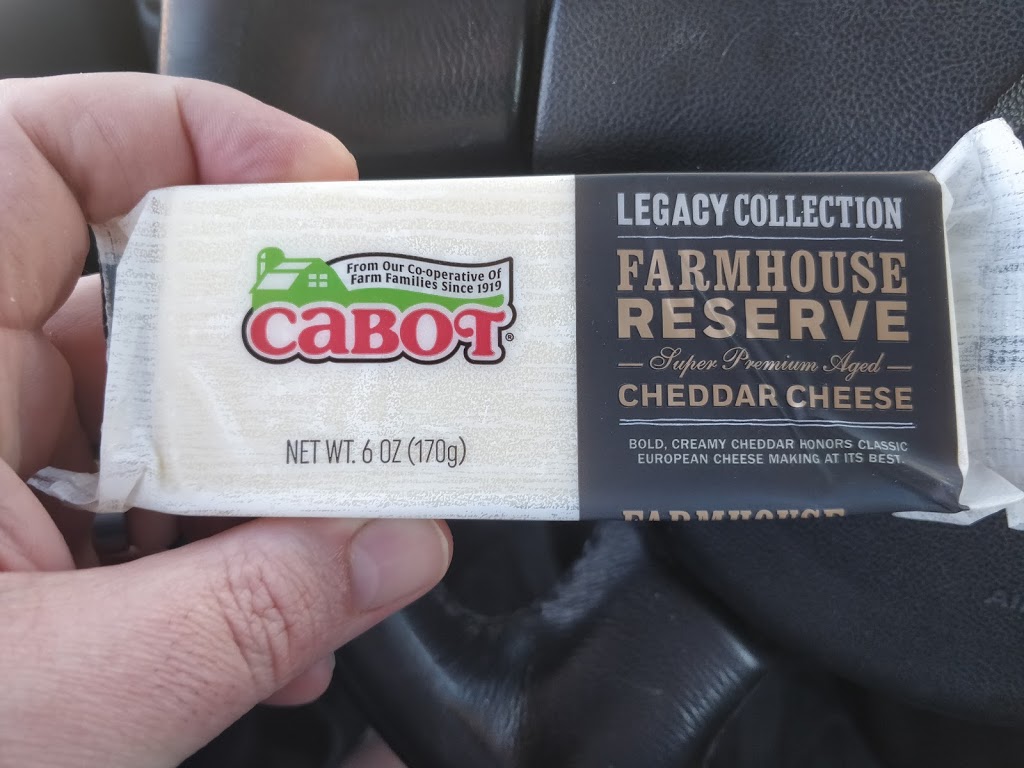 From Our Co-operative Of
Farm Families Since 1919
CABOT®
NET WT. 6 OZ (170g)
LEGACY COLLECTION
FARMHOUSE
RESERVE
— Super Premium Aged —
CHEDDAR CHEESE
BOLD, CREAMY CHEDDAR HONORS CLASSIC
EUROPEAN CHEESE MAKING AT ITS BEST.
FARMHOUSE